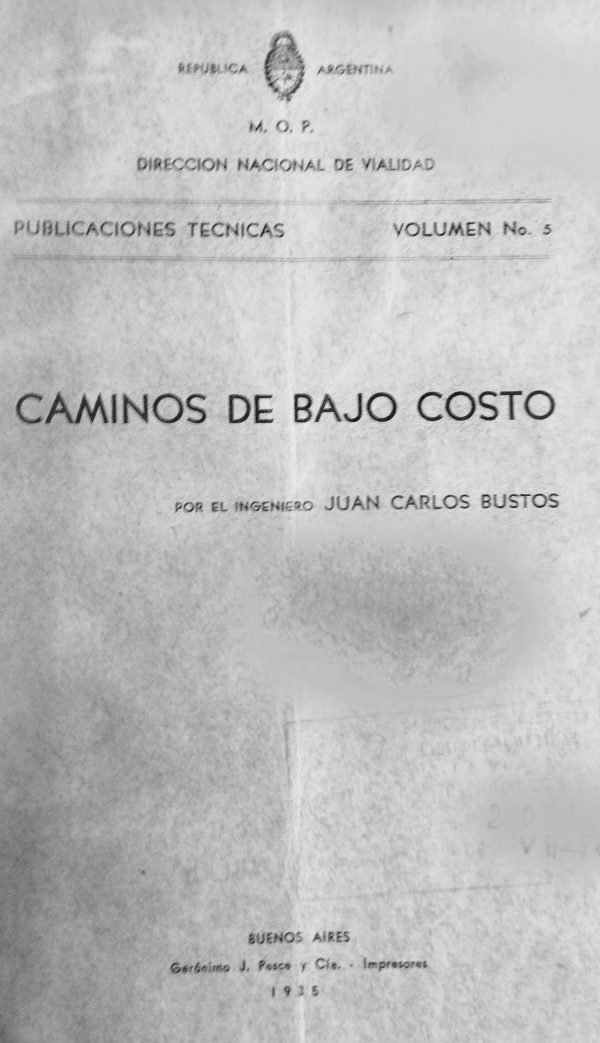 REPUBLICA ARGENTINA
M. O. P.
DIRECCION NACIONAL DE VIALIDAD
PUBLICACIONES TECNICAS VOLUMEN No. 5
CAMINOS DE BAJO COSTO
POR EL INGENIERO JUAN CARLOS BUSTOS
BUENOS AIRES
Gerónimo J. Pesce y Cía. - Impresores
1935